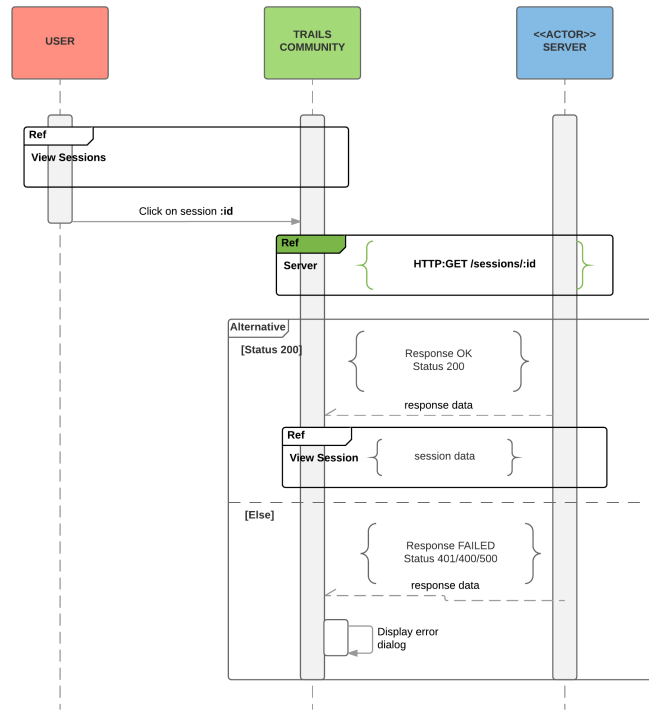 USER
TRAILS
COMMUNITY
<<ACTOR>>
SERVER
Ref
View Sessions
Click on session :id
Ref
Server
HTTP:GET /sessions/:id
Alternative
[Status 200]
Response OK
Status 200
response data
Ref
View Session
session data
[Else]
Response FAILED
Status 401/400/500
response data
Display error
dialog